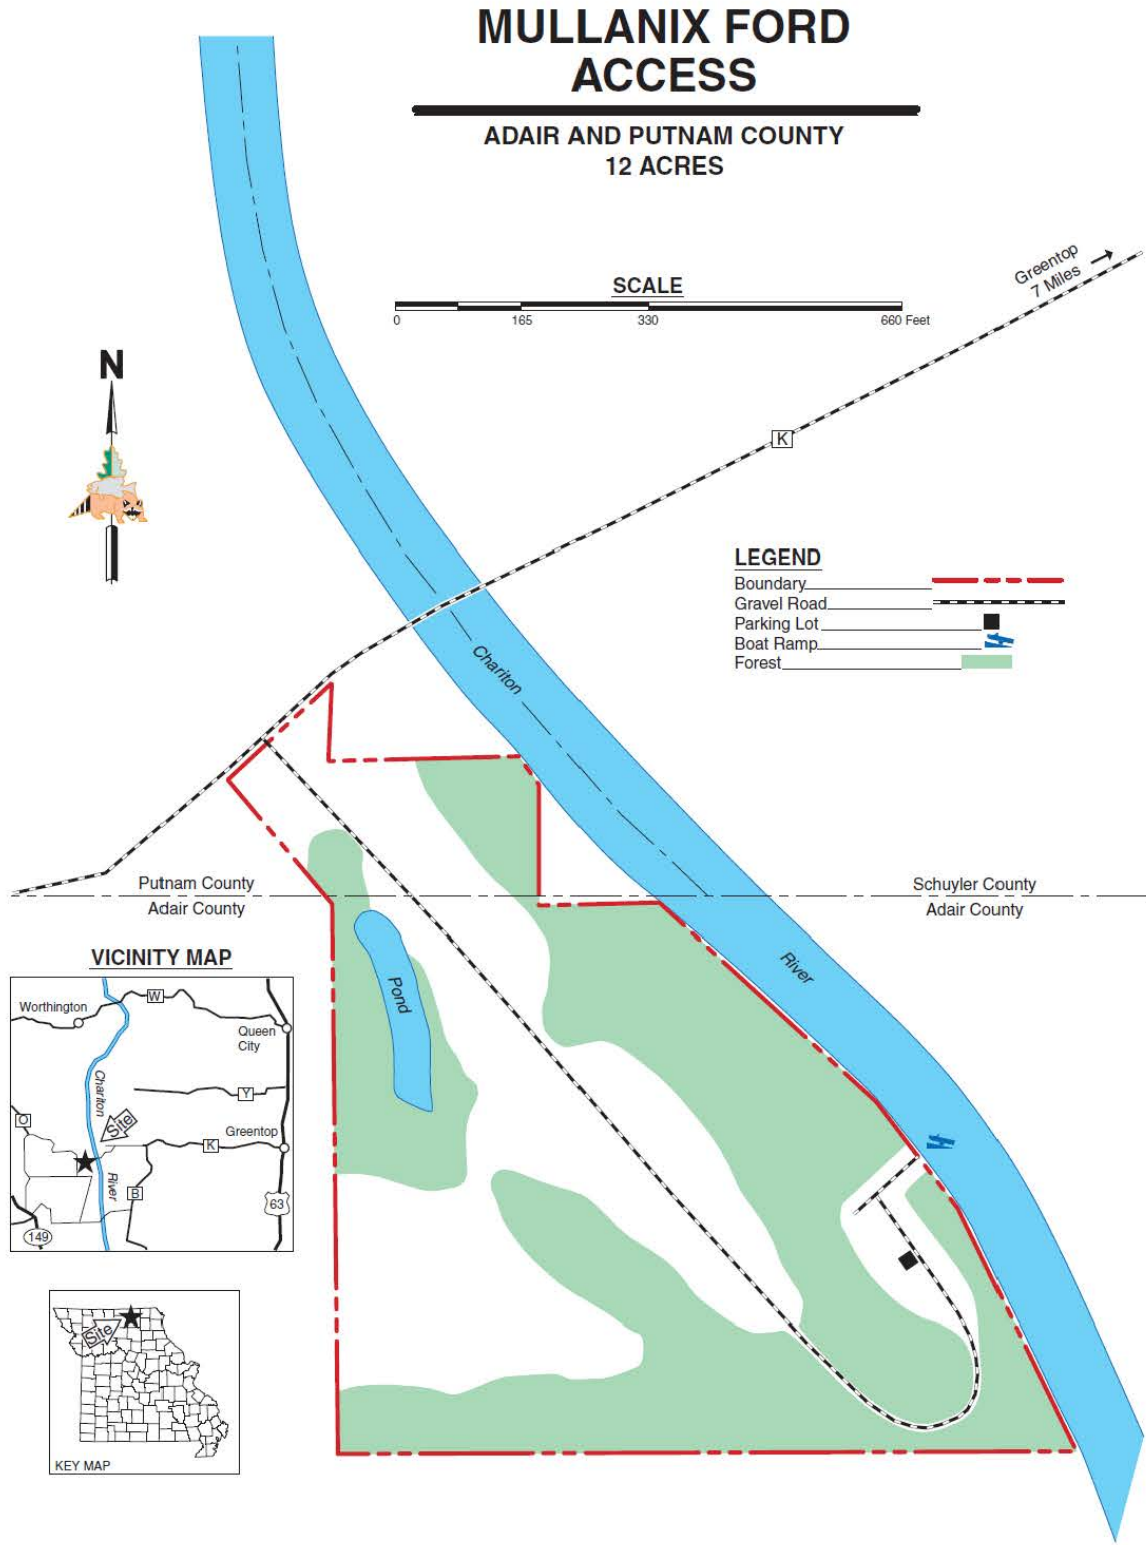 MULLANIX FORD
ACCESS
ADAIR AND PUTNAM COUNTY
12 ACRES
SCALE
0 165 330 660 Feet
Greentop
7 Miles
N
K
LEGEND
Boundary
Gravel Road
Parking Lot
Boat Ramp
Forest
Chariton
Putnam County
Adair County
Schuyler County
Adair County
River
Pond
VICINITY MAP
Worthington
W
Queen
City
Chariton
Y
O
Site
Greentop
K
River
B
63
149
Site
KEY MAP